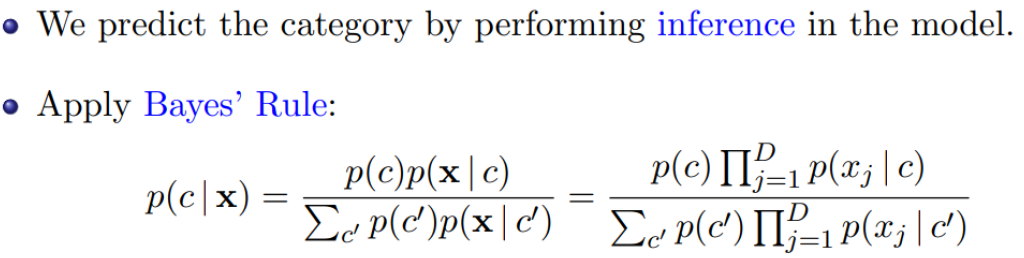 • We predict the category by performing inference in the model.
• Apply Bayes' Rule:
p(c | x) = p(c)p(x | c) / ∑_{c'} p(c')p(x | c') = p(c) ∏_{j=1}^{D} p(x_j | c) / ∑_{c'} p(c') ∏_{j=1}^{D} p(x_j | c')